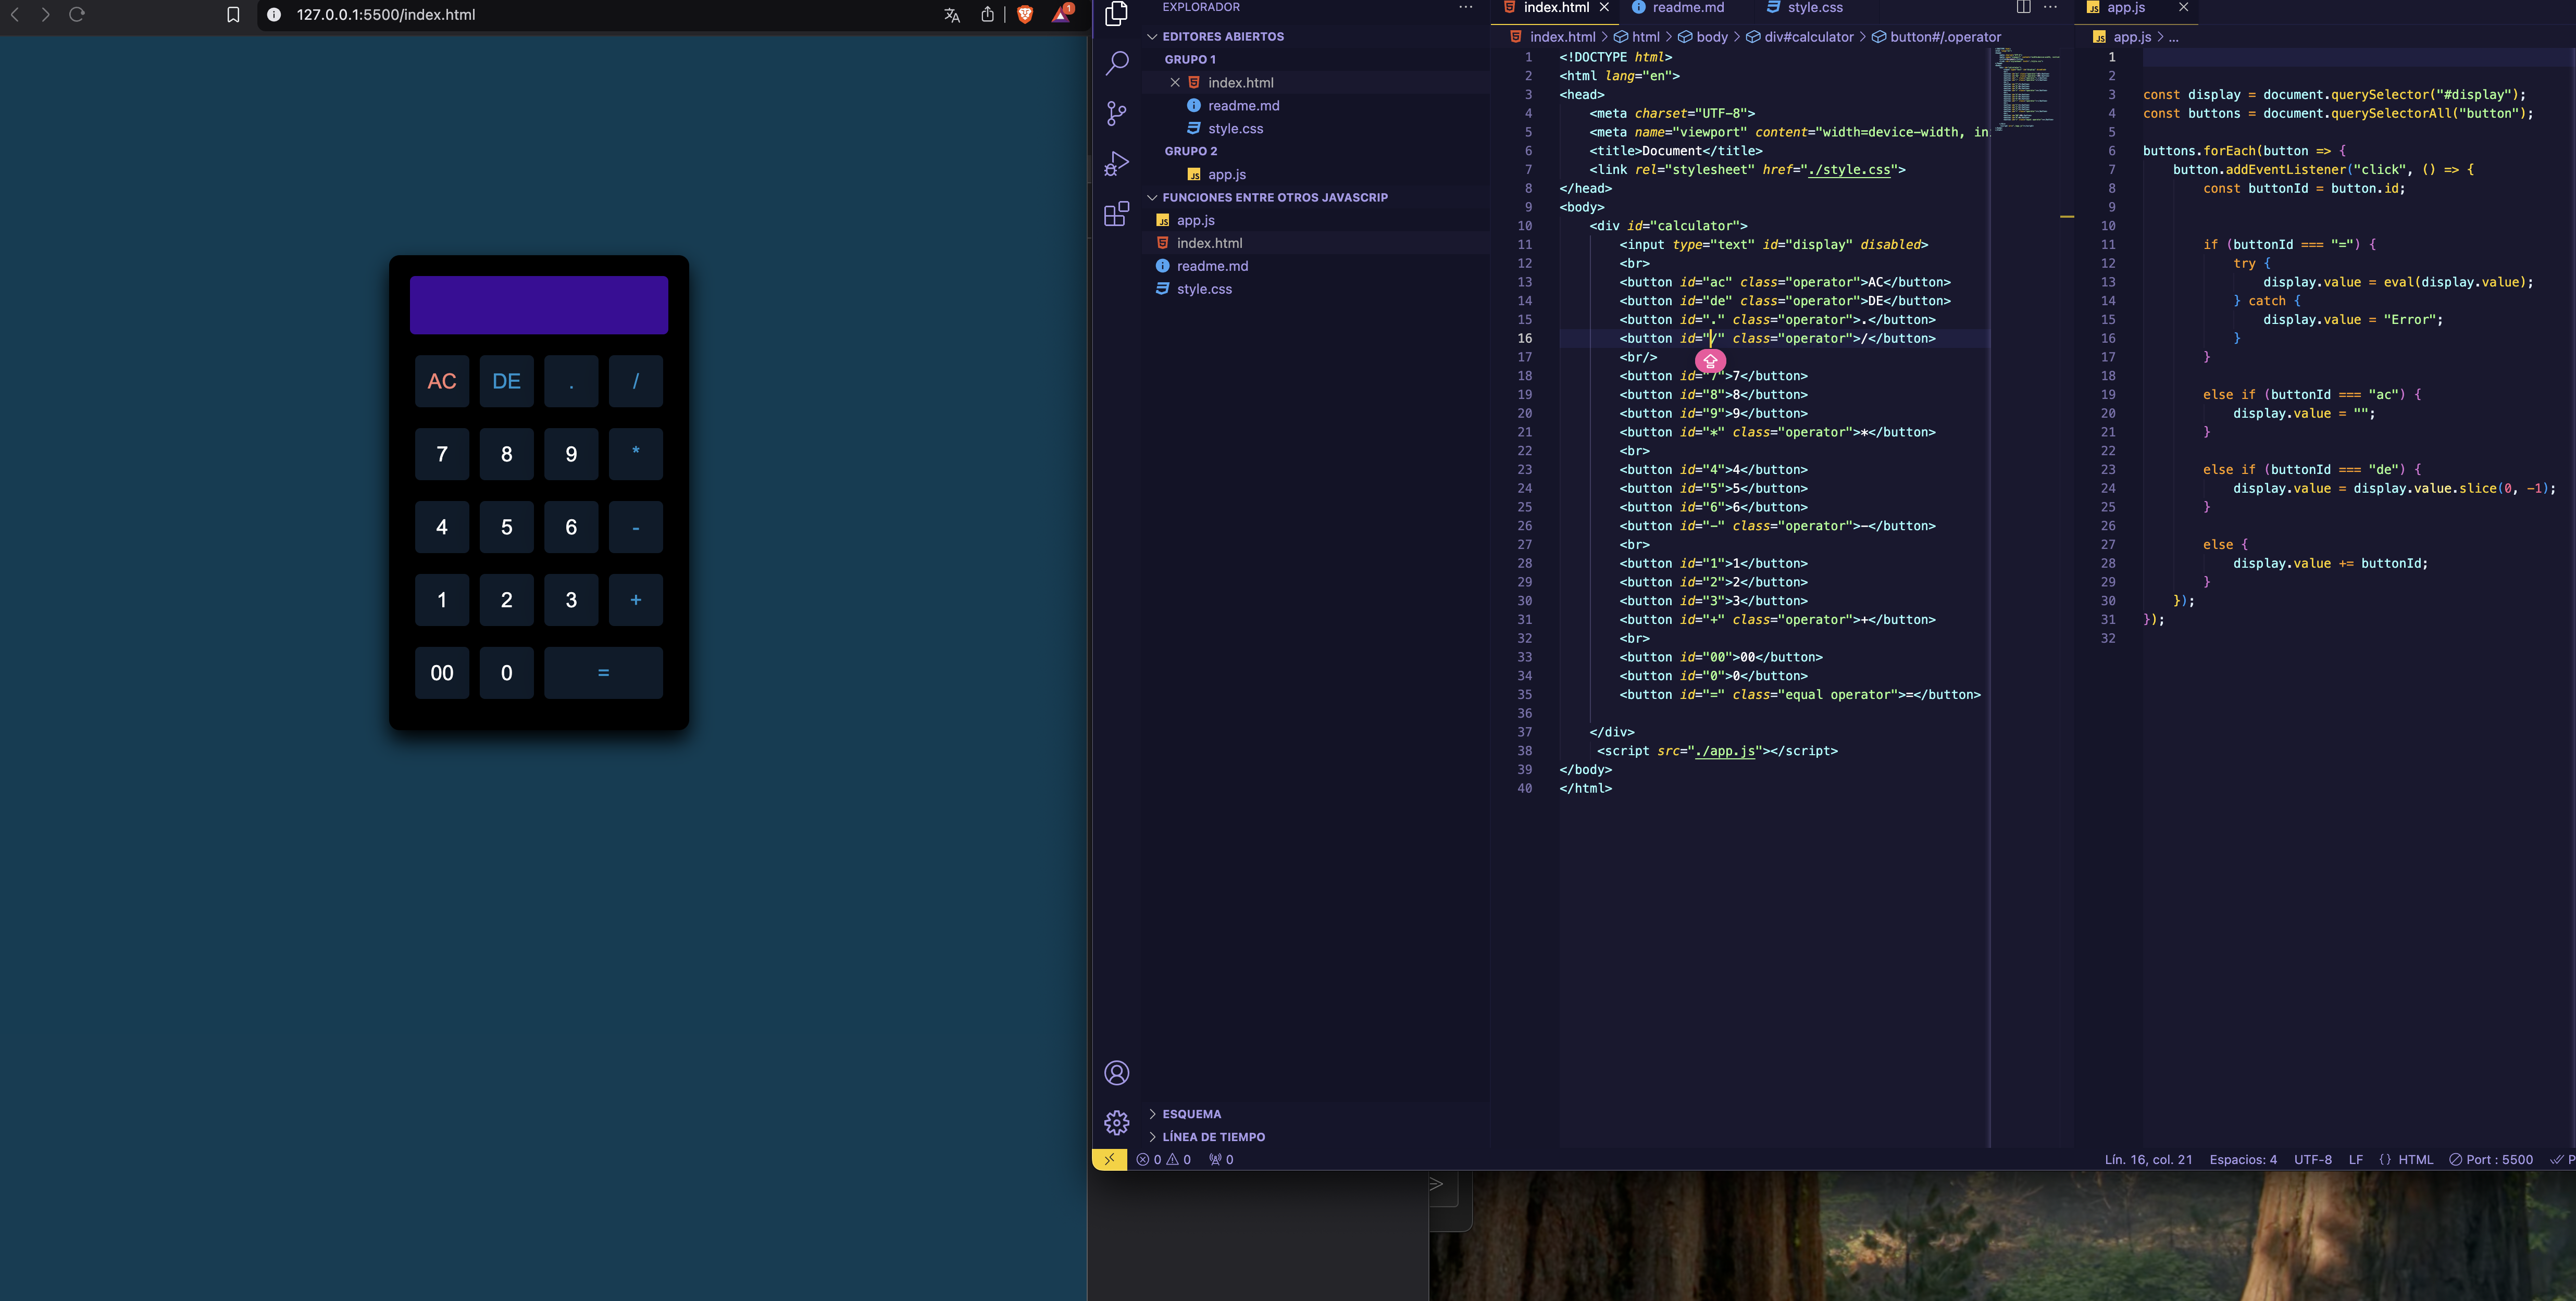 127.0.0.1:5500/index.html
1
AC DE . /
7 8 9 *
4 5 6 -
1 2 3 +
00 0 =
EXPLORADOR
EDITORES ABIERTOS
GRUPO 1
index.html
readme.md
style.css
GRUPO 2
app.js
FUNCIONES ENTRE OTROS JAVASCRIP
app.js
index.html
readme.md
style.css
ESQUEMA
LÍNEA DE TIEMPO
index.html readme.md style.css
index.html > html > body > div#calculator > button#/.operator
1 <!DOCTYPE html>
2 <html lang="en">
3 <head>
4 <meta charset="UTF-8">
5 <meta name="viewport" content="width=device-width, in
6 <title>Document</title>
7 <link rel="stylesheet" href="./style.css">
8 </head>
9 <body>
10 <div id="calculator">
11 <input type="text" id="display" disabled>
12 <br>
13 <button id="ac" class="operator">AC</button>
14 <button id="de" class="operator">DE</button>
15 <button id="." class="operator">.</button>
16 <button id="/" class="operator">/</button>
17 <br/>
18 <button id="7">7</button>
19 <button id="8">8</button>
20 <button id="9">9</button>
21 <button id="*" class="operator">*</button>
22 <br>
23 <button id="4">4</button>
24 <button id="5">5</button>
25 <button id="6">6</button>
26 <button id="-" class="operator">-</button>
27 <br>
28 <button id="1">1</button>
29 <button id="2">2</button>
30 <button id="3">3</button>
31 <button id="+" class="operator">+</button>
32 <br>
33 <button id="00">00</button>
34 <button id="0">0</button>
35 <button id="=" class="equal operator">=</button>
36
37 </div>
38 <script src="./app.js"></script>
39 </body>
40 </html>
app.js
app.js > ...
1
2
3 const display = document.querySelector("#display");
4 const buttons = document.querySelectorAll("button");
5
6 buttons.forEach(button => {
7 button.addEventListener("click", () => {
8 const buttonId = button.id;
9
10
11 if (buttonId === "=") {
12 try {
13 display.value = eval(display.value);
14 } catch {
15 display.value = "Error";
16 }
17 }
18
19 else if (buttonId === "ac") {
20 display.value = "";
21 }
22
23 else if (buttonId === "de") {
24 display.value = display.value.slice(0, -1);
25 }
26
27 else {
28 display.value += buttonId;
29 }
30 });
31 });
32
0 0 0 Lín. 16, col. 21 Espacios: 4 UTF-8 LF {} HTML Port : 5500 P